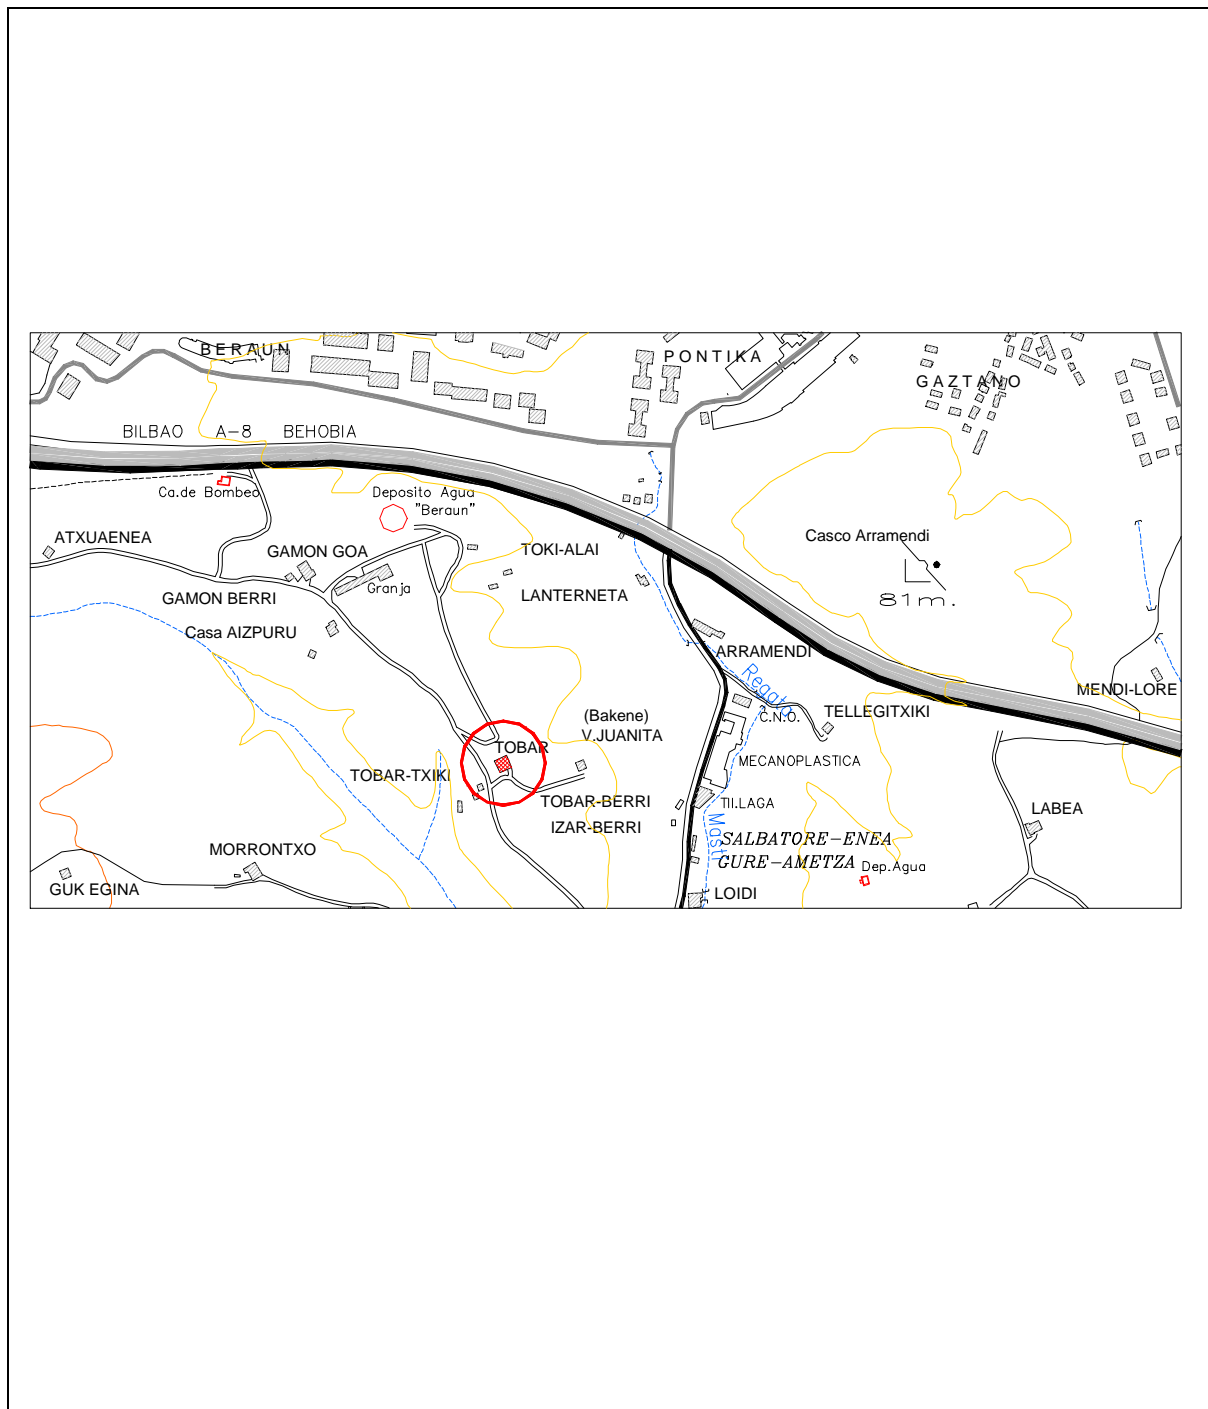 BERAUN
PONTIKA
GAZTANO
BILBAO A-8 BEHOBIA
Ca.de Bombeo
Deposito Agua
"Beraun"
ATXUAENEA
GAMON GOA
TOKI-ALAI
Casco Arramendi
Granja
GAMON BERRI
LANTERNETA
81m.
Casa AIZPURU
ARRAMENDI
Regata
MENDI-LORE
(Bakene)
V.JUANITA
C.N.O.
TELLEGITXIKI
TOBAR
TOBAR-TXIKI
MECANOPLASTICA
TOBAR-BERRI
TII.LAGA
LABEA
IZAR-BERRI
Masti
SALBATORE-ENEA
MORRONTXO
GURE-AMETZA
Dep.Agua
GUK EGINA
LOIDI